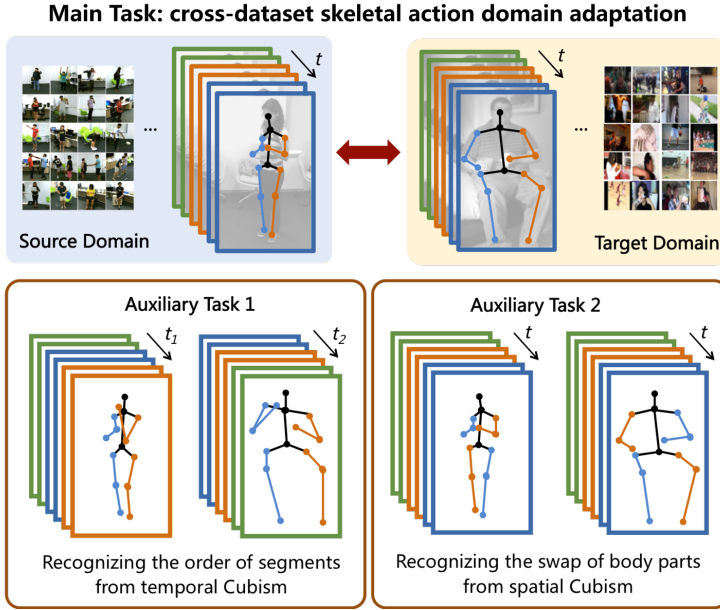 Main Task: cross-dataset skeletal action domain adaptation
t
t
...
...
Source Domain
Target Domain
Auxiliary Task 1
Auxiliary Task 2
t₁
t₂
t
t
Recognizing the order of segments
from temporal Cubism
Recognizing the swap of body parts
from spatial Cubism